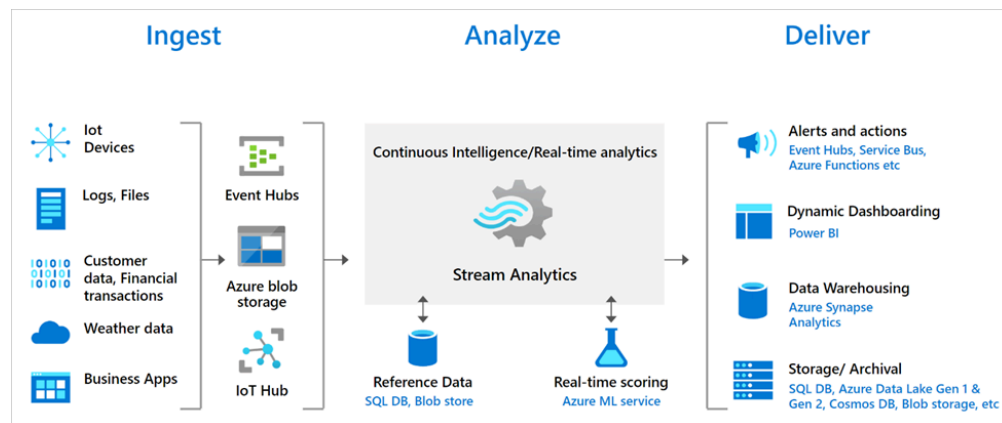 Ingest
Analyze
Deliver
Iot
Devices
Logs, Files
Customer
data, Financial
transactions
Weather data
Business Apps
Event Hubs
Azure blob
storage
IoT Hub
Continuous Intelligence/Real-time analytics
Stream Analytics
Reference Data
SQL DB, Blob store
Real-time scoring
Azure ML service
Alerts and actions
Event Hubs, Service Bus,
Azure Functions etc
Dynamic Dashboarding
Power BI
Data Warehousing
Azure Synapse
Analytics
Storage/ Archival
SQL DB, Azure Data Lake Gen 1 &
Gen 2, Cosmos DB, Blob storage, etc